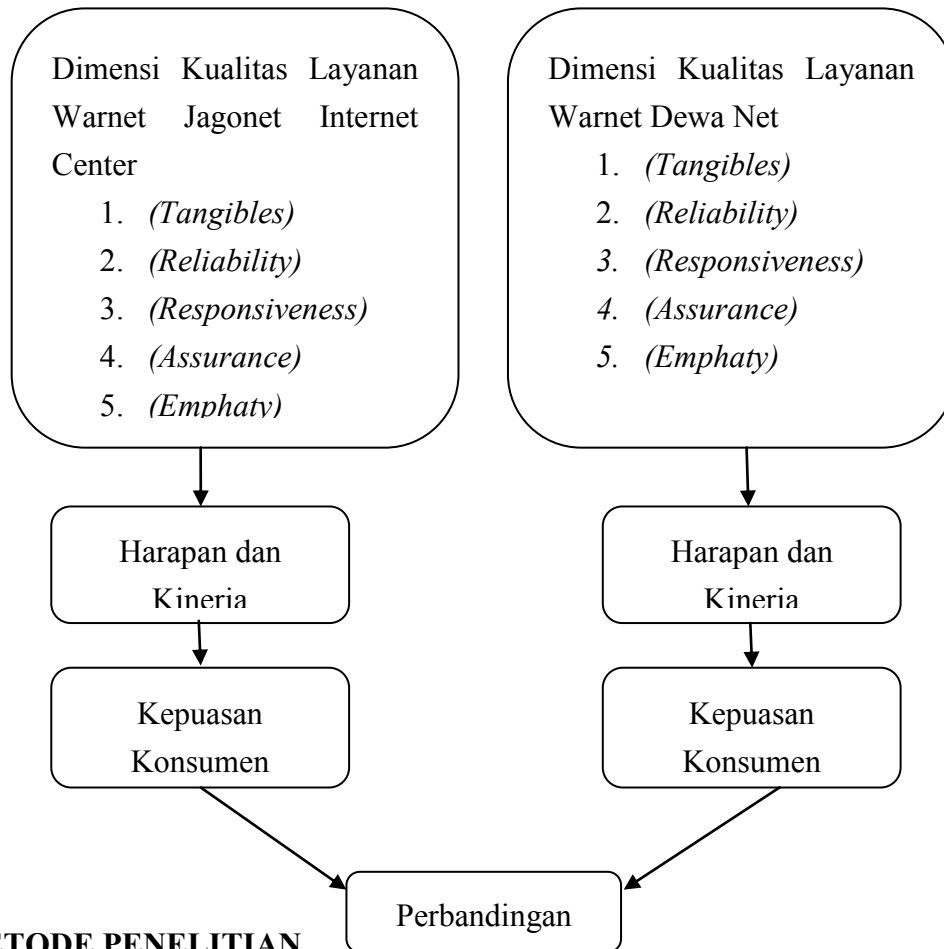 Dimensi Kualitas Layanan
Warnet Jagonet Internet
Center
1. (Tangibles)
2. (Reliability)
3. (Responsiveness)
4. (Assurance)
5. (Emphaty)
Dimensi Kualitas Layanan
Warnet Dewa Net
1. (Tangibles)
2. (Reliability)
3. (Responsiveness)
4. (Assurance)
5. (Emphaty)
Harapan dan
Kinerja
Harapan dan
Kinerja
Kepuasan
Konsumen
Kepuasan
Konsumen
Perbandingan
ETODE PENELITIAN